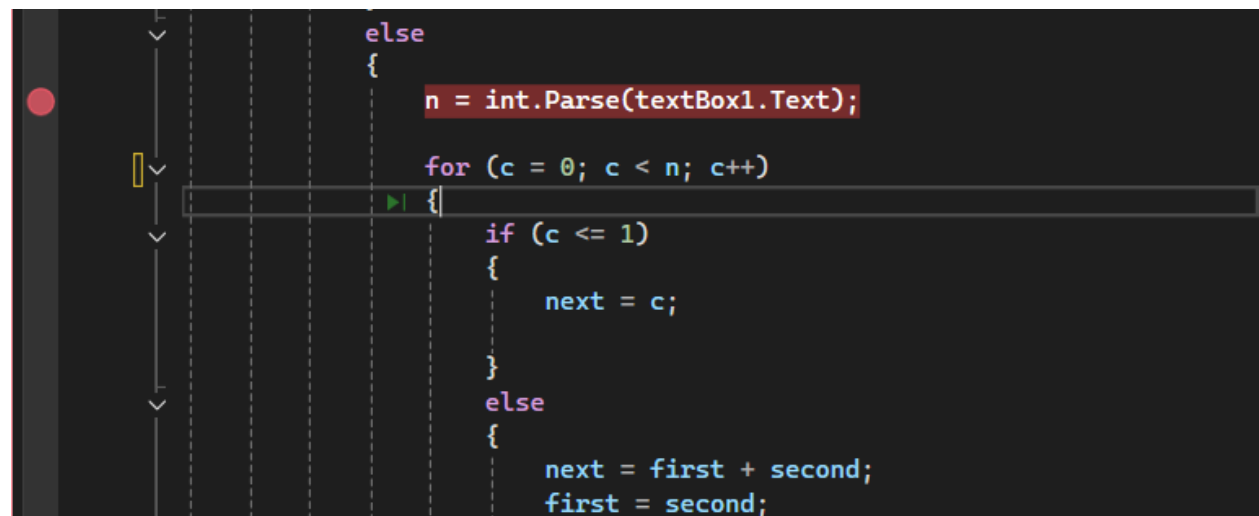 else
{
n = int.Parse(textBox1.Text);
for (c = 0; c < n; c++)
{
if (c <= 1)
{
next = c;
}
else
{
next = first + second;
first = second;